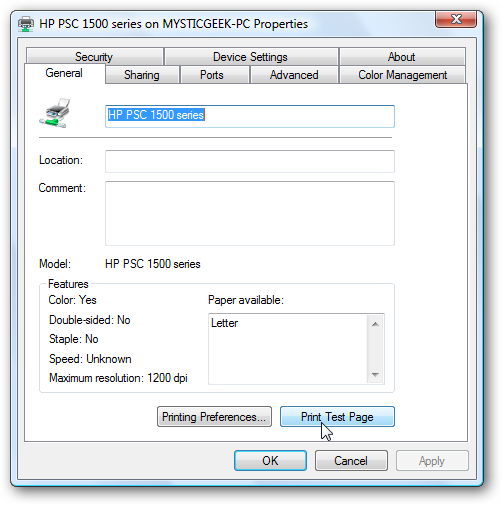 HP PSC 1500 series on MYSTICGEEK-PC Properties
Security Device Settings About
General Sharing Ports Advanced Color Management
HP PSC 1500 series
Location:
Comment:
Model: HP PSC 1500 series
Features
Color: Yes Paper available:
Double-sided: No Letter
Staple: No
Speed: Unknown
Maximum resolution: 1200 dpi
Printing Preferences... Print Test Page
OK Cancel Apply